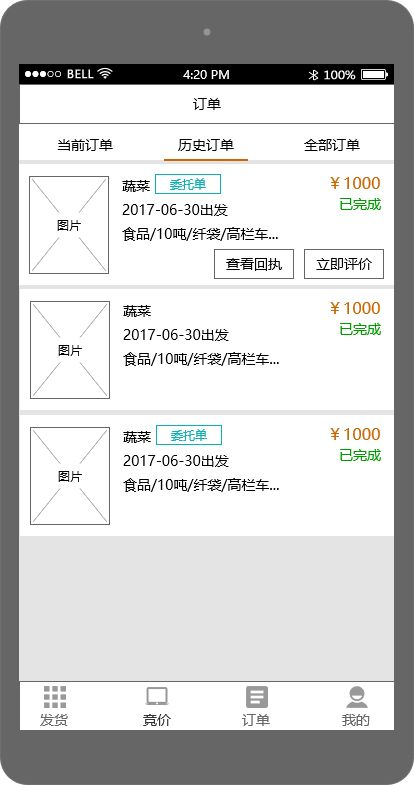 BELL 4:20 PM 100%
订单
当前订单 历史订单 全部订单
图片
蔬菜 委托单 ￥1000
2017-06-30出发 已完成
食品/10吨/纤袋/高栏车...
查看回执 立即评价
图片
蔬菜 ￥1000
2017-06-30出发 已完成
食品/10吨/纤袋/高栏车...
图片
蔬菜 委托单 ￥1000
2017-06-30出发 已完成
食品/10吨/纤袋/高栏车...
发货 竞价 订单 我的